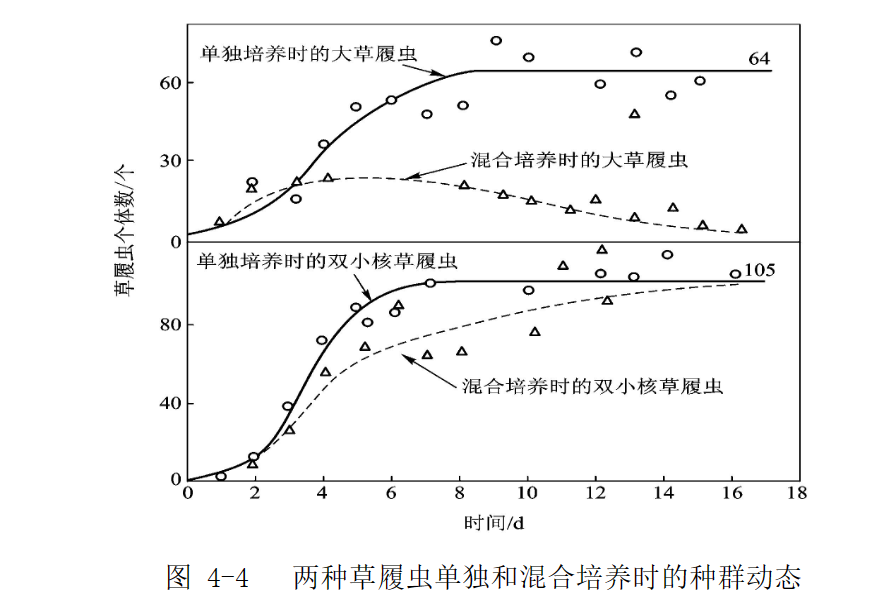 单独培养时的大草履虫
64
60
混合培养时的大草履虫
30
0
草履虫个体数/个
单独培养时的双小核草履虫
105
80
混合培养时的双小核草履虫
40
0
0 2 4 6 8 10 12 14 16 18
时间/d
图 4-4 两种草履虫单独和混合培养时的种群动态